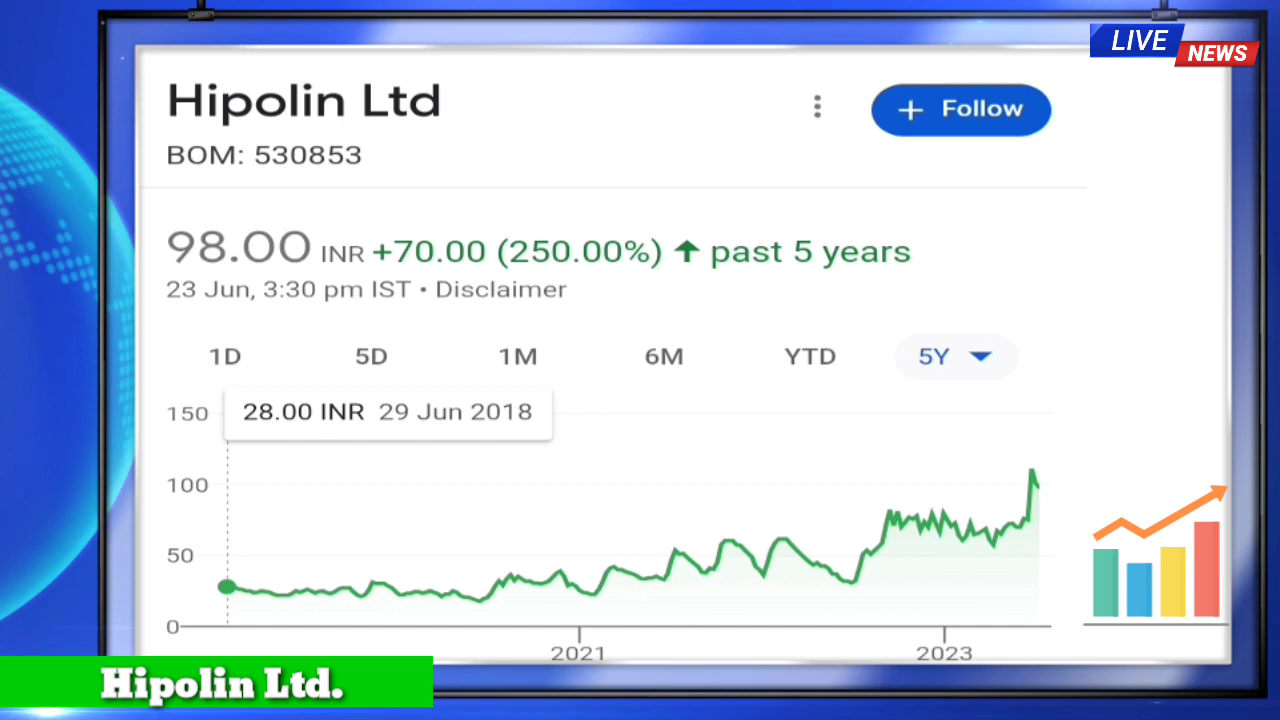 LIVE
NEWS
Hipolin Ltd
+ Follow
BOM: 530853
98.00 INR +70.00 (250.00%) ↑ past 5 years
23 Jun, 3:30 pm IST • Disclaimer
1D 5D 1M 6M YTD 5Y
150
28.00 INR 29 Jun 2018
100
50
0
2021 2023
Hipolin Ltd.